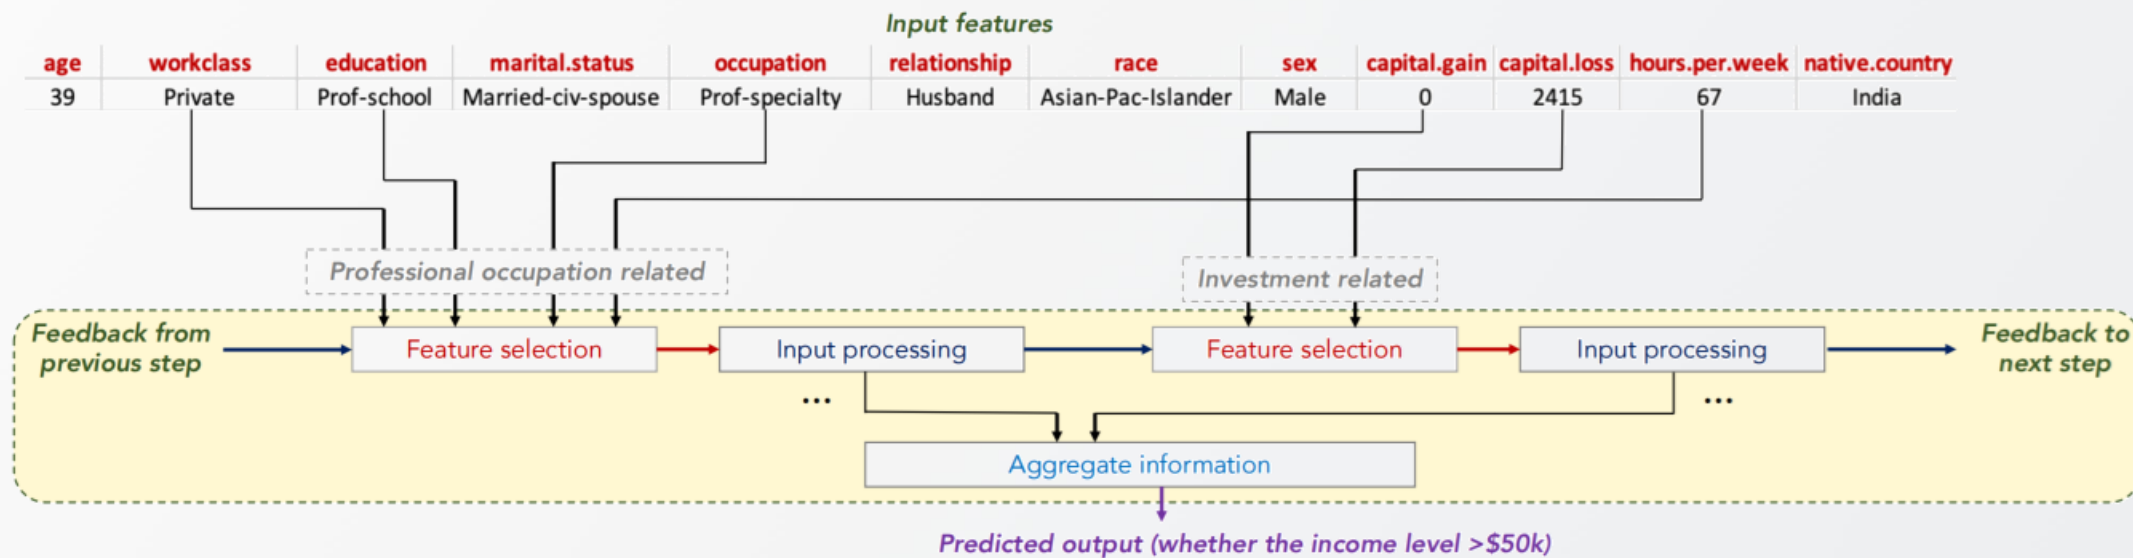 Input features
age workclass education marital.status occupation relationship race sex capital.gain capital.loss hours.per.week native.country
39 Private Prof-school Married-civ-spouse Prof-specialty Husband Asian-Pac-Islander Male 0 2415 67 India
Professional occupation related
Investment related
Feedback from
previous step
Feature selection
Input processing
Feature selection
Input processing
Feedback to
next step
...
...
Aggregate information
Predicted output (whether the income level >$50k)